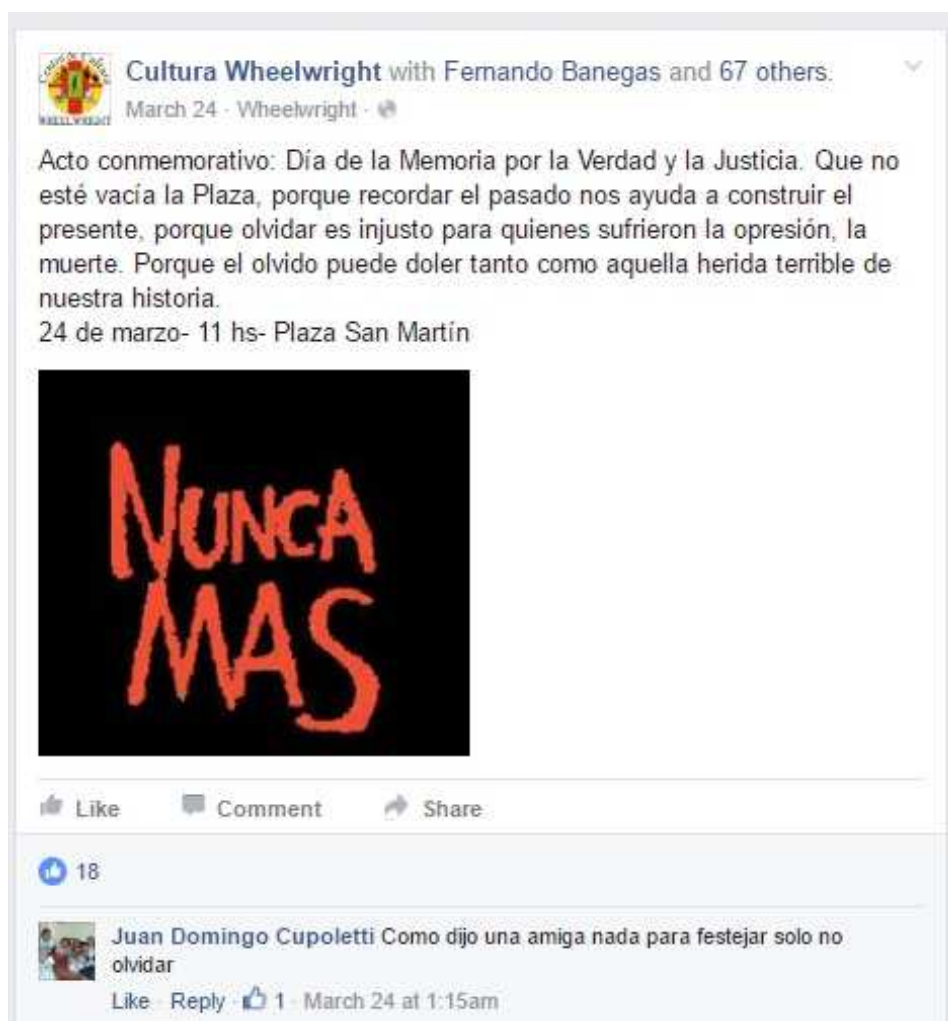 Centro de Cultura
WHEELWRIGHT
Cultura Wheelwright with Fernando Banegas and 67 others.
March 24 · Wheelwright ·
Acto conmemorativo: Día de la Memoria por la Verdad y la Justicia. Que no
esté vacía la Plaza, porque recordar el pasado nos ayuda a construir el
presente, porque olvidar es injusto para quienes sufrieron la opresión, la
muerte. Porque el olvido puede doler tanto como aquella herida terrible de
nuestra historia.
24 de marzo- 11 hs- Plaza San Martín
NUNCA
MAS
Like Comment Share
18
Juan Domingo Cupoletti Como dijo una amiga nada para festejar solo no
olvidar
Like · Reply · 1 · March 24 at 1:15am